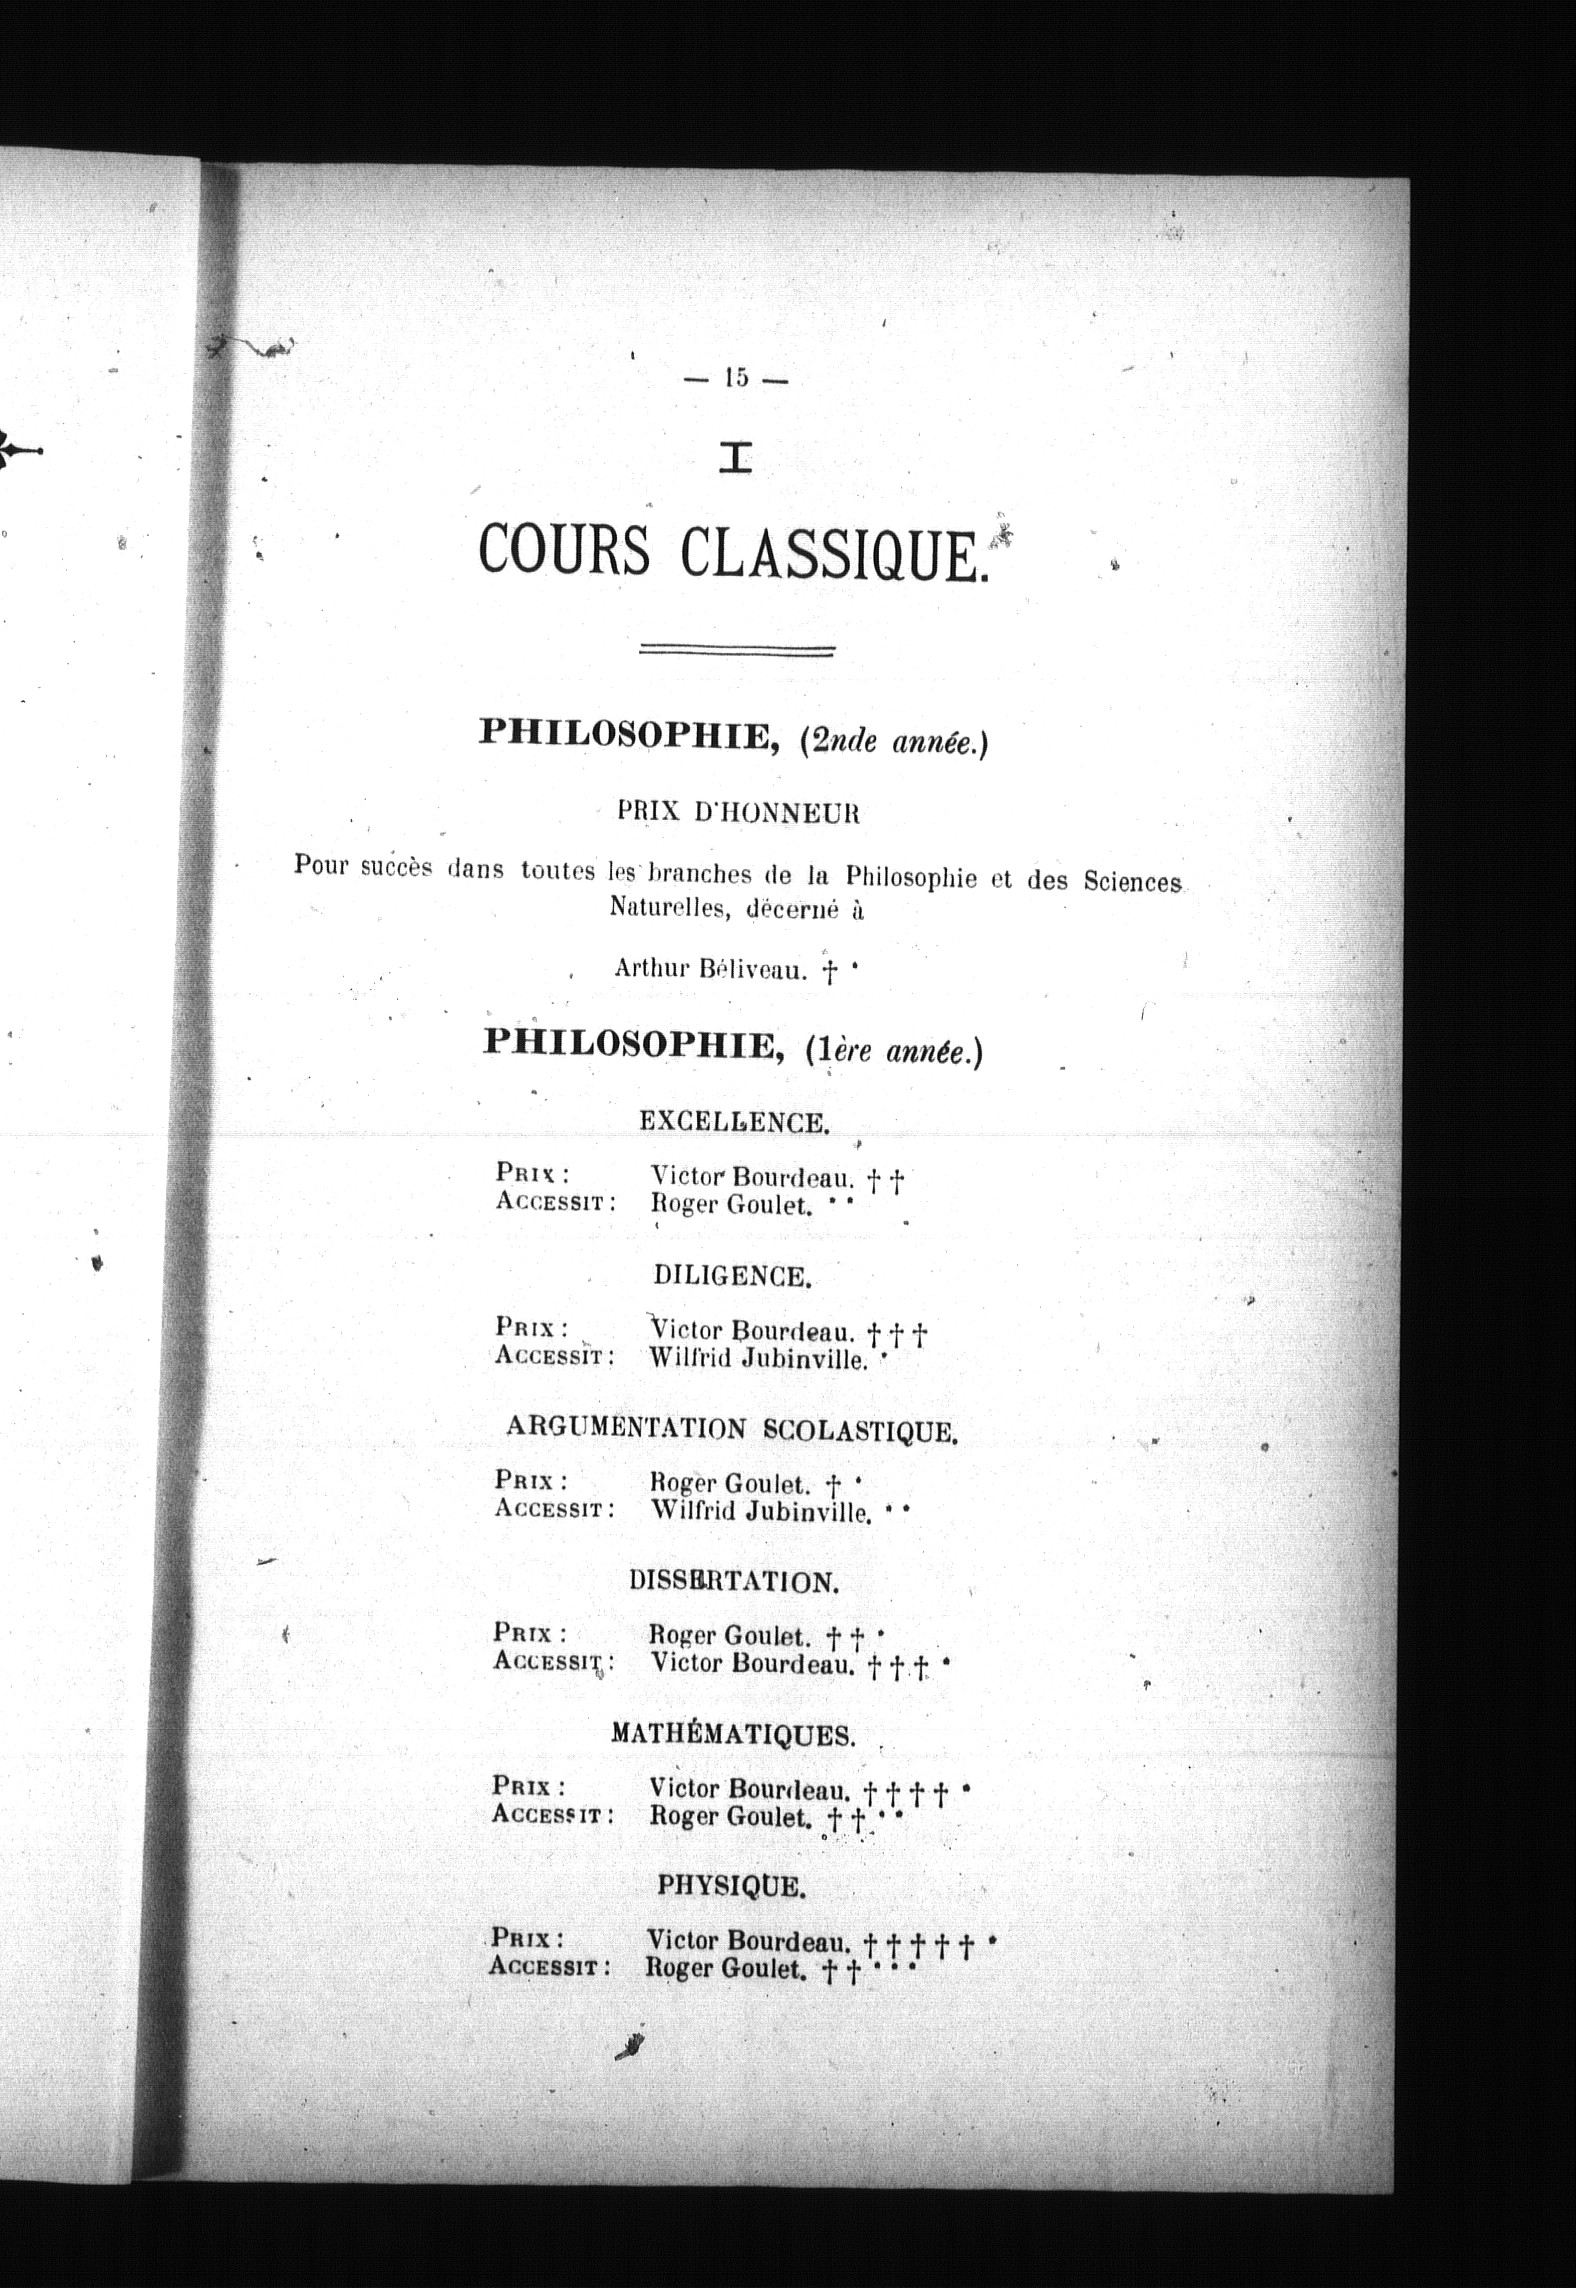 — 15 —
I
COURS CLASSIQUE.
PHILOSOPHIE, (2nde année.)
PRIX D'HONNEUR
Pour succès dans toutes les branches de la Philosophie et des Sciences
Naturelles, décerné à
Arthur Béliveau. † *
PHILOSOPHIE, (1ère année.)
EXCELLENCE.
PRIX : Victor Bourdeau. † †
ACCESSIT : Roger Goulet. * *
DILIGENCE.
PRIX : Victor Bourdeau. † † †
ACCESSIT : Wilfrid Jubinville. *
ARGUMENTATION SCOLASTIQUE.
PRIX : Roger Goulet. † *
ACCESSIT : Wilfrid Jubinville. * *
DISSERTATION.
PRIX : Roger Goulet. † † *
ACCESSIT : Victor Bourdeau. † † † *
MATHÉMATIQUES.
PRIX : Victor Bourdeau. † † † † *
ACCESSIT : Roger Goulet. † † * *
PHYSIQUE.
PRIX : Victor Bourdeau. † † † † † *
ACCESSIT : Roger Goulet. † † * * *